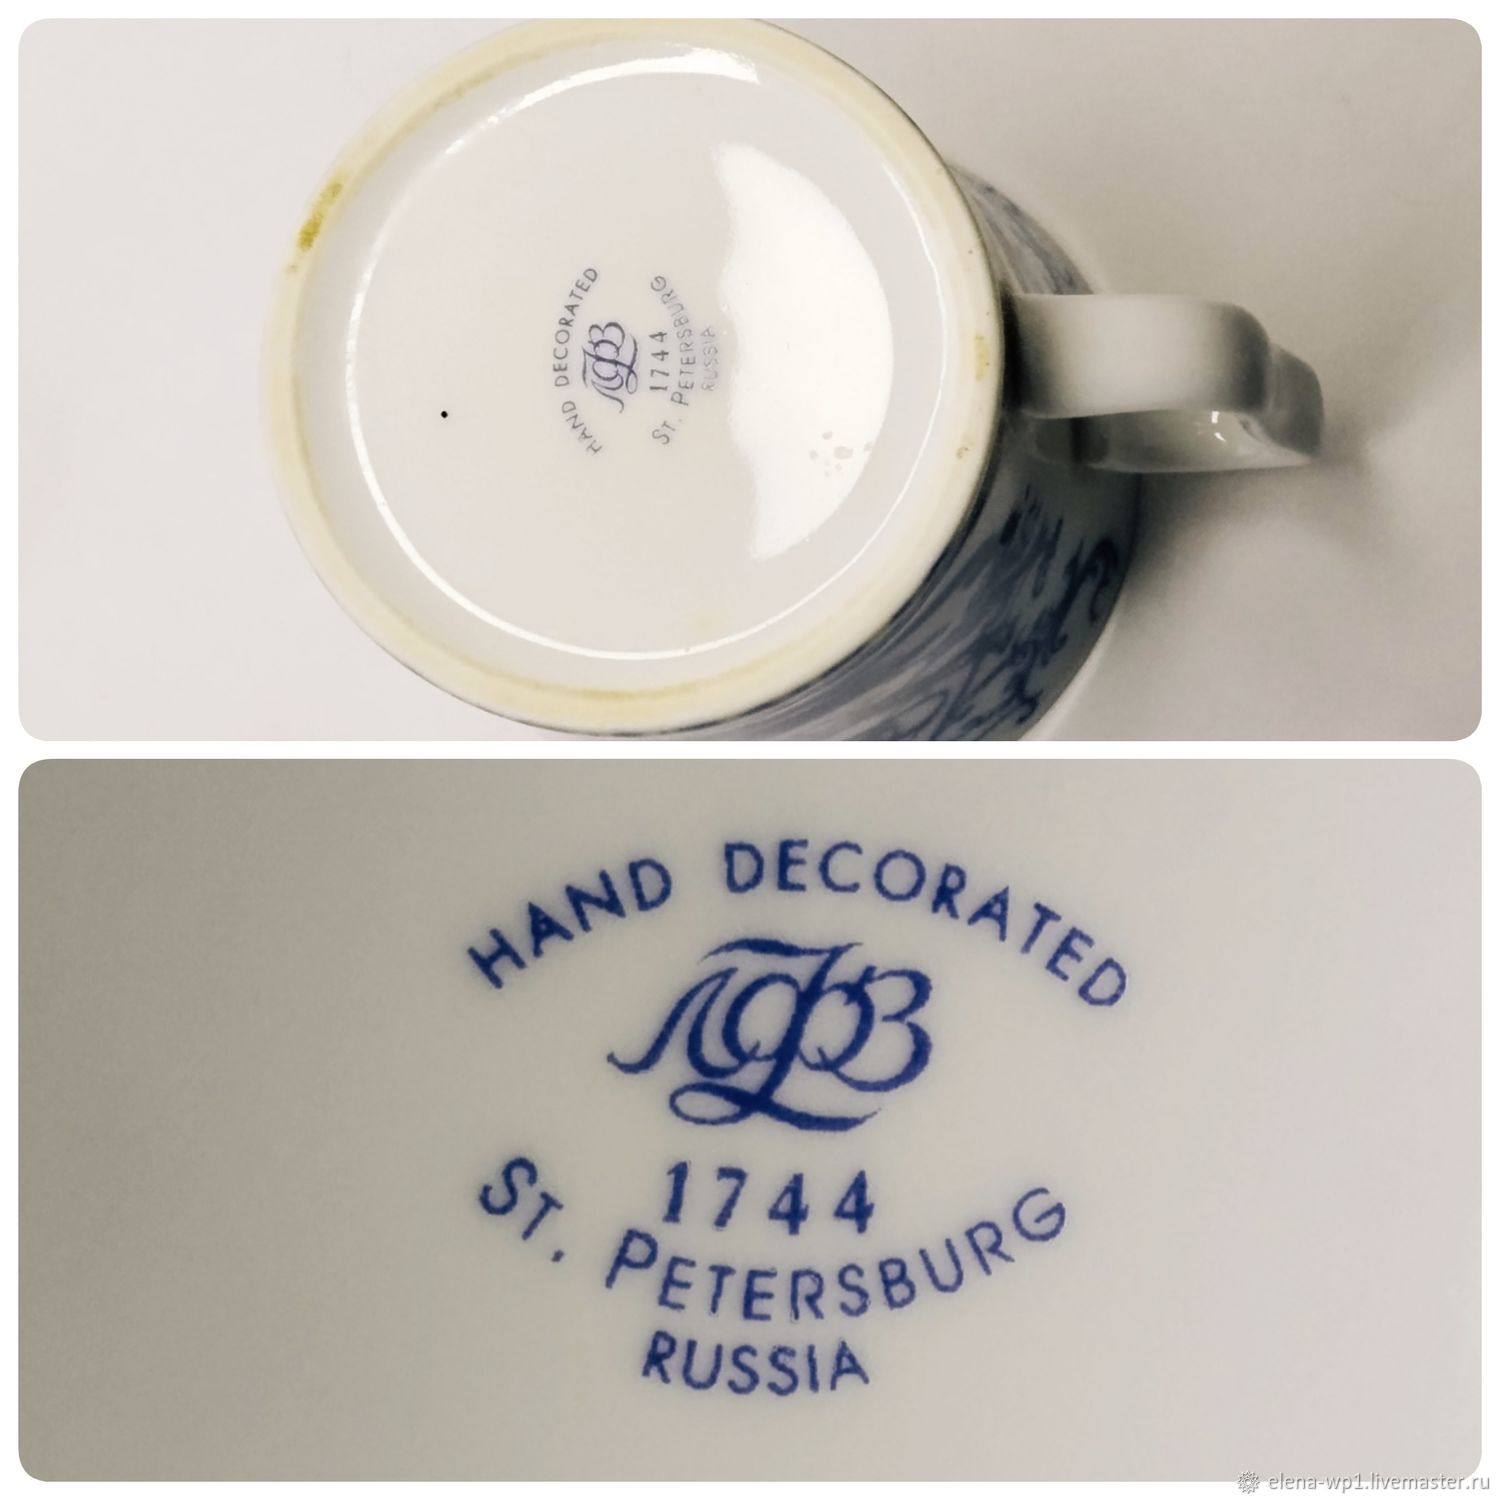 HAND DECORATED
ЛФЗ
1744
ST. PETERSBURG
RUSSIA
HAND DECORATED
ЛФЗ
1744
ST. PETERSBURG
RUSSIA
elena-wp1.livemaster.ru